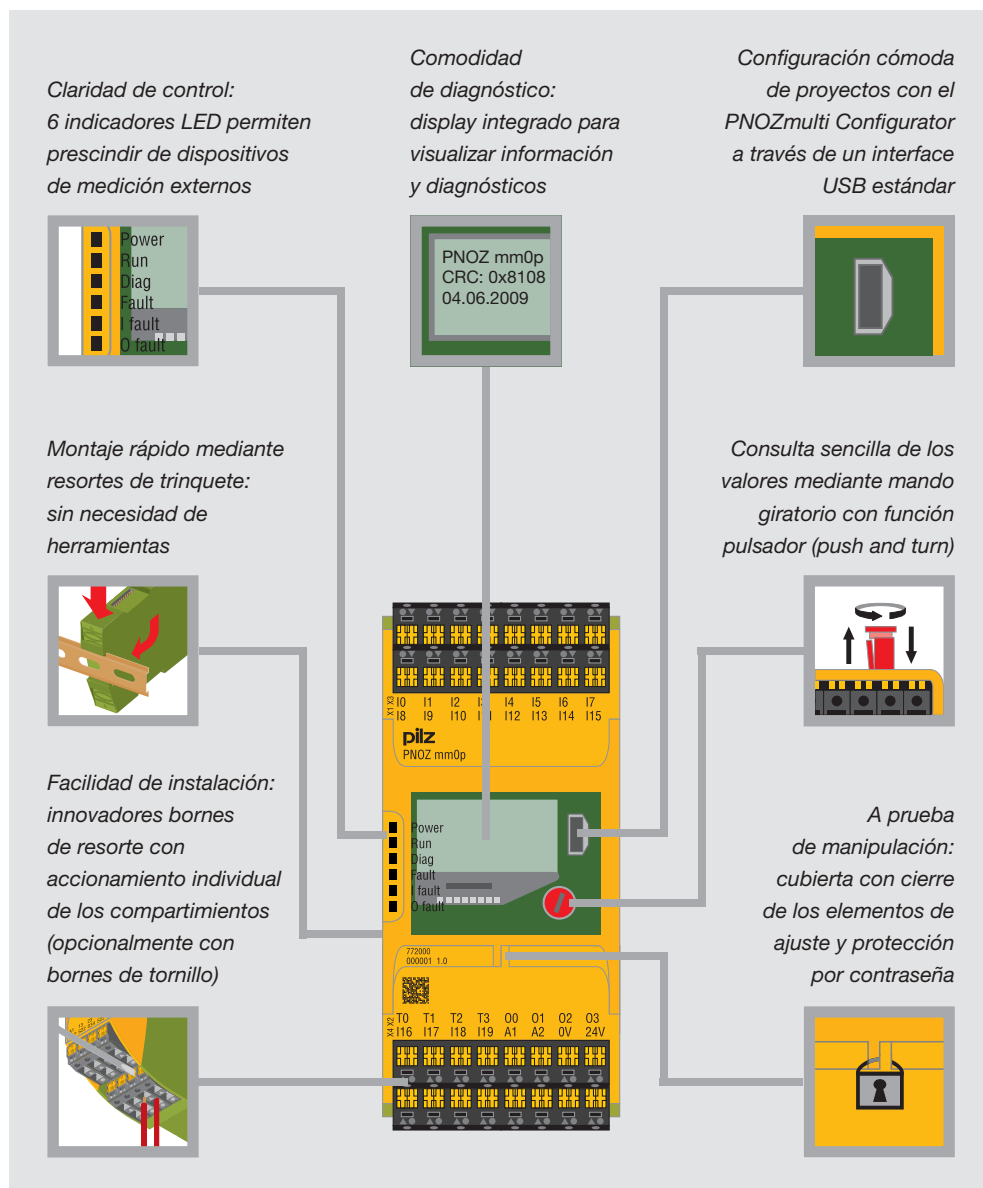 Claridad de control:
6 indicadores LED permiten
prescindir de dispositivos
de medición externos
Comodidad
de diagnóstico:
display integrado para
visualizar información
y diagnósticos
Configuración cómoda
de proyectos con el
PNOZmulti Configurator
a través de un interface
USB estándar
Power
Run
Diag
Fault
I fault
O fault
PNOZ mm0p
CRC: 0x8108
04.06.2009
Montaje rápido mediante
resortes de trinquete:
sin necesidad de
herramientas
Consulta sencilla de los
valores mediante mando
giratorio con función
pulsador (push and turn)
X1 X3
I0 I1 I2 I3 I4 I5 I6 I7
I8 I9 I10 I11 I12 I13 I14 I15
pilz
PNOZ mm0p
Power
Run
Diag
Fault
I fault
O fault
Facilidad de instalación:
innovadores bornes
de resorte con
accionamiento individual
de los compartimientos
(opcionalmente con
bornes de tornillo)
A prueba
de manipulación:
cubierta con cierre
de los elementos de
ajuste y protección
por contraseña
772000
000001 1.0
X4 X2
T0 T1 T2 T3 O0 O1 O2 O3
I16 I17 I18 I19 A1 A2 0V 24V